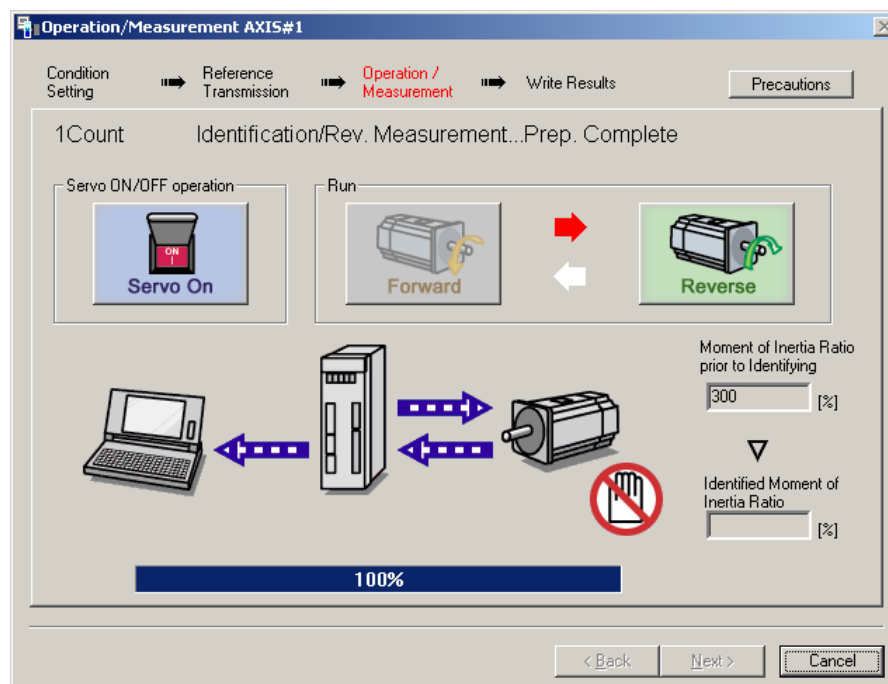 Operation/Measurement AXIS#1
Condition
Setting
Reference
Transmission
Operation /
Measurement
Write Results
Precautions
1Count Identification/Rev. Measurement...Prep. Complete
Servo ON/OFF operation
Run
ON
I
Servo On
Forward
Reverse
Moment of Inertia Ratio
prior to Identifying
300 [%]
Identified Moment of
Inertia Ratio
[%]
100%
< Back
Next >
Cancel